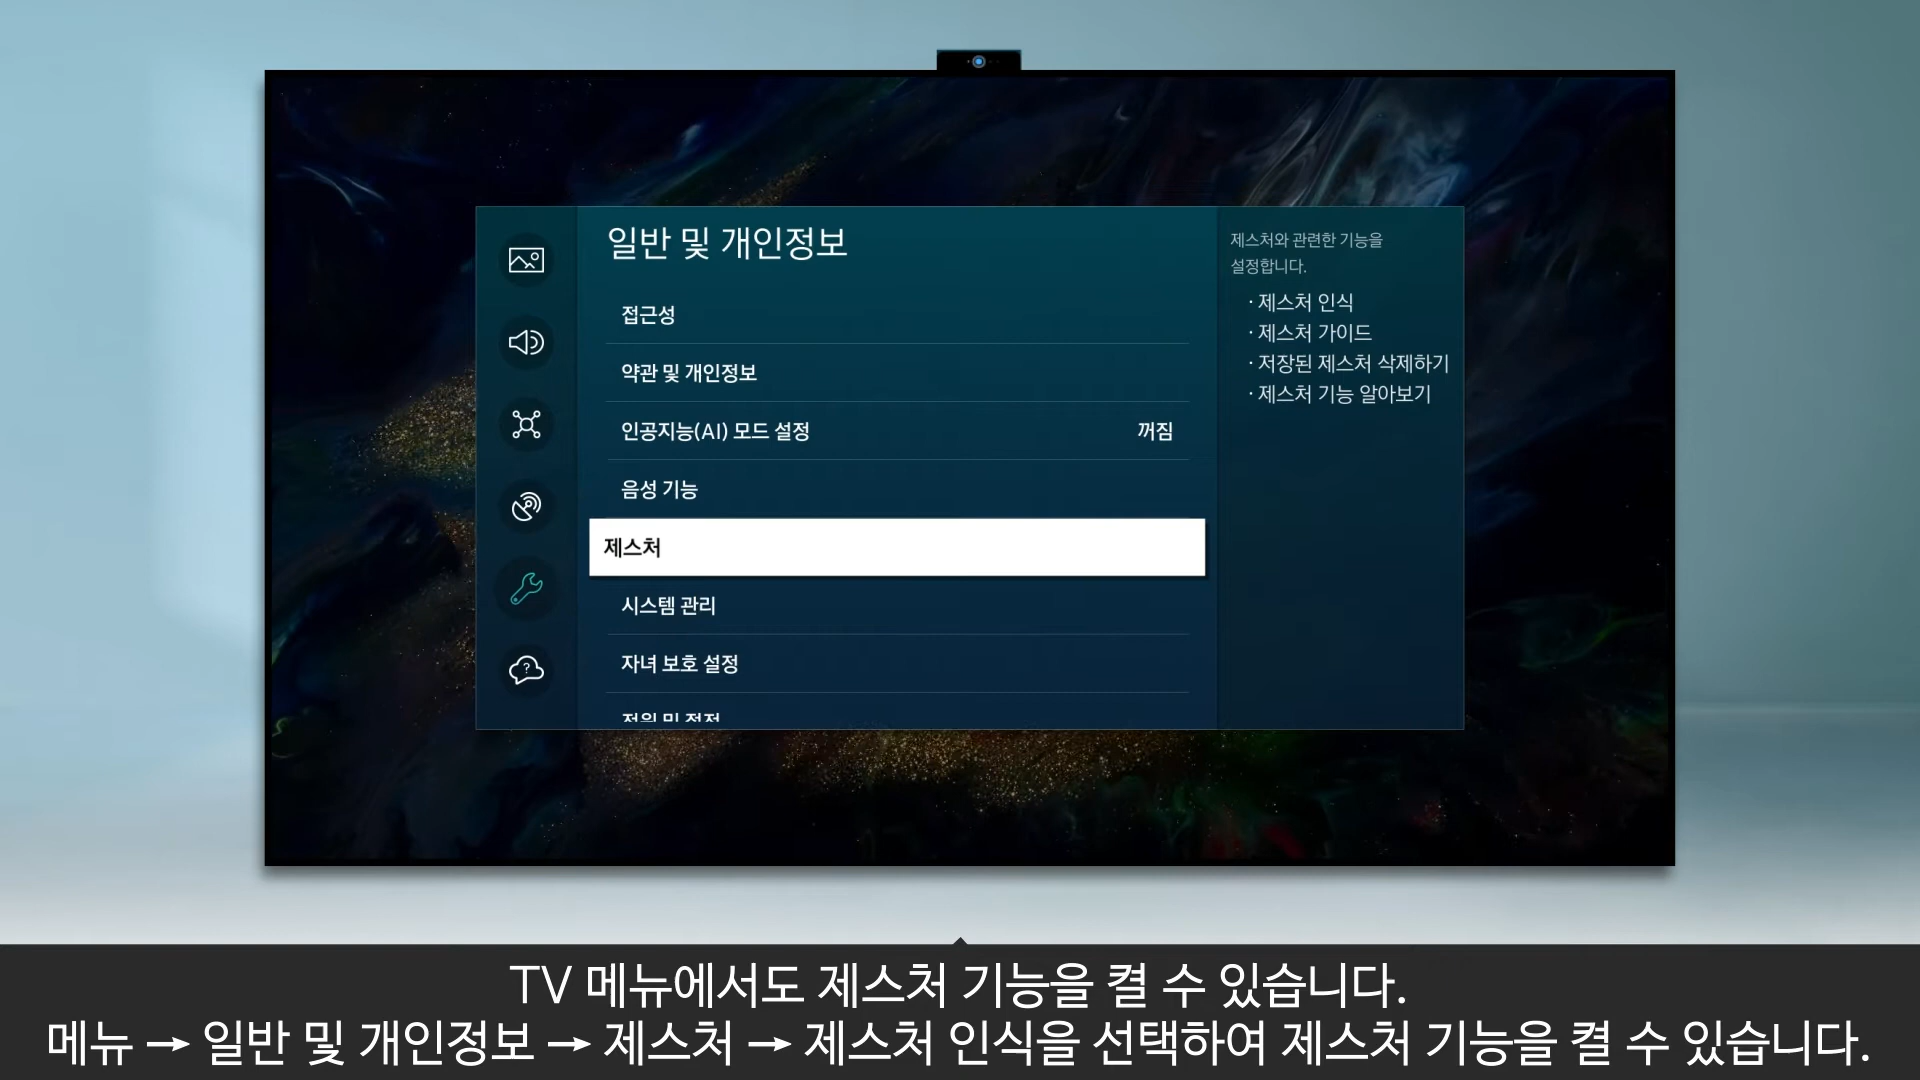 일반 및 개인정보
접근성
약관 및 개인정보
인공지능(AI) 모드 설정 꺼짐
음성 기능
제스처
시스템 관리
자녀 보호 설정
제스처와 관련한 기능을
설정합니다.
· 제스처 인식
· 제스처 가이드
· 저장된 제스처 삭제하기
· 제스처 기능 알아보기
TV 메뉴에서도 제스처 기능을 켤 수 있습니다.
메뉴 → 일반 및 개인정보 → 제스처 → 제스처 인식을 선택하여 제스처 기능을 켤 수 있습니다.